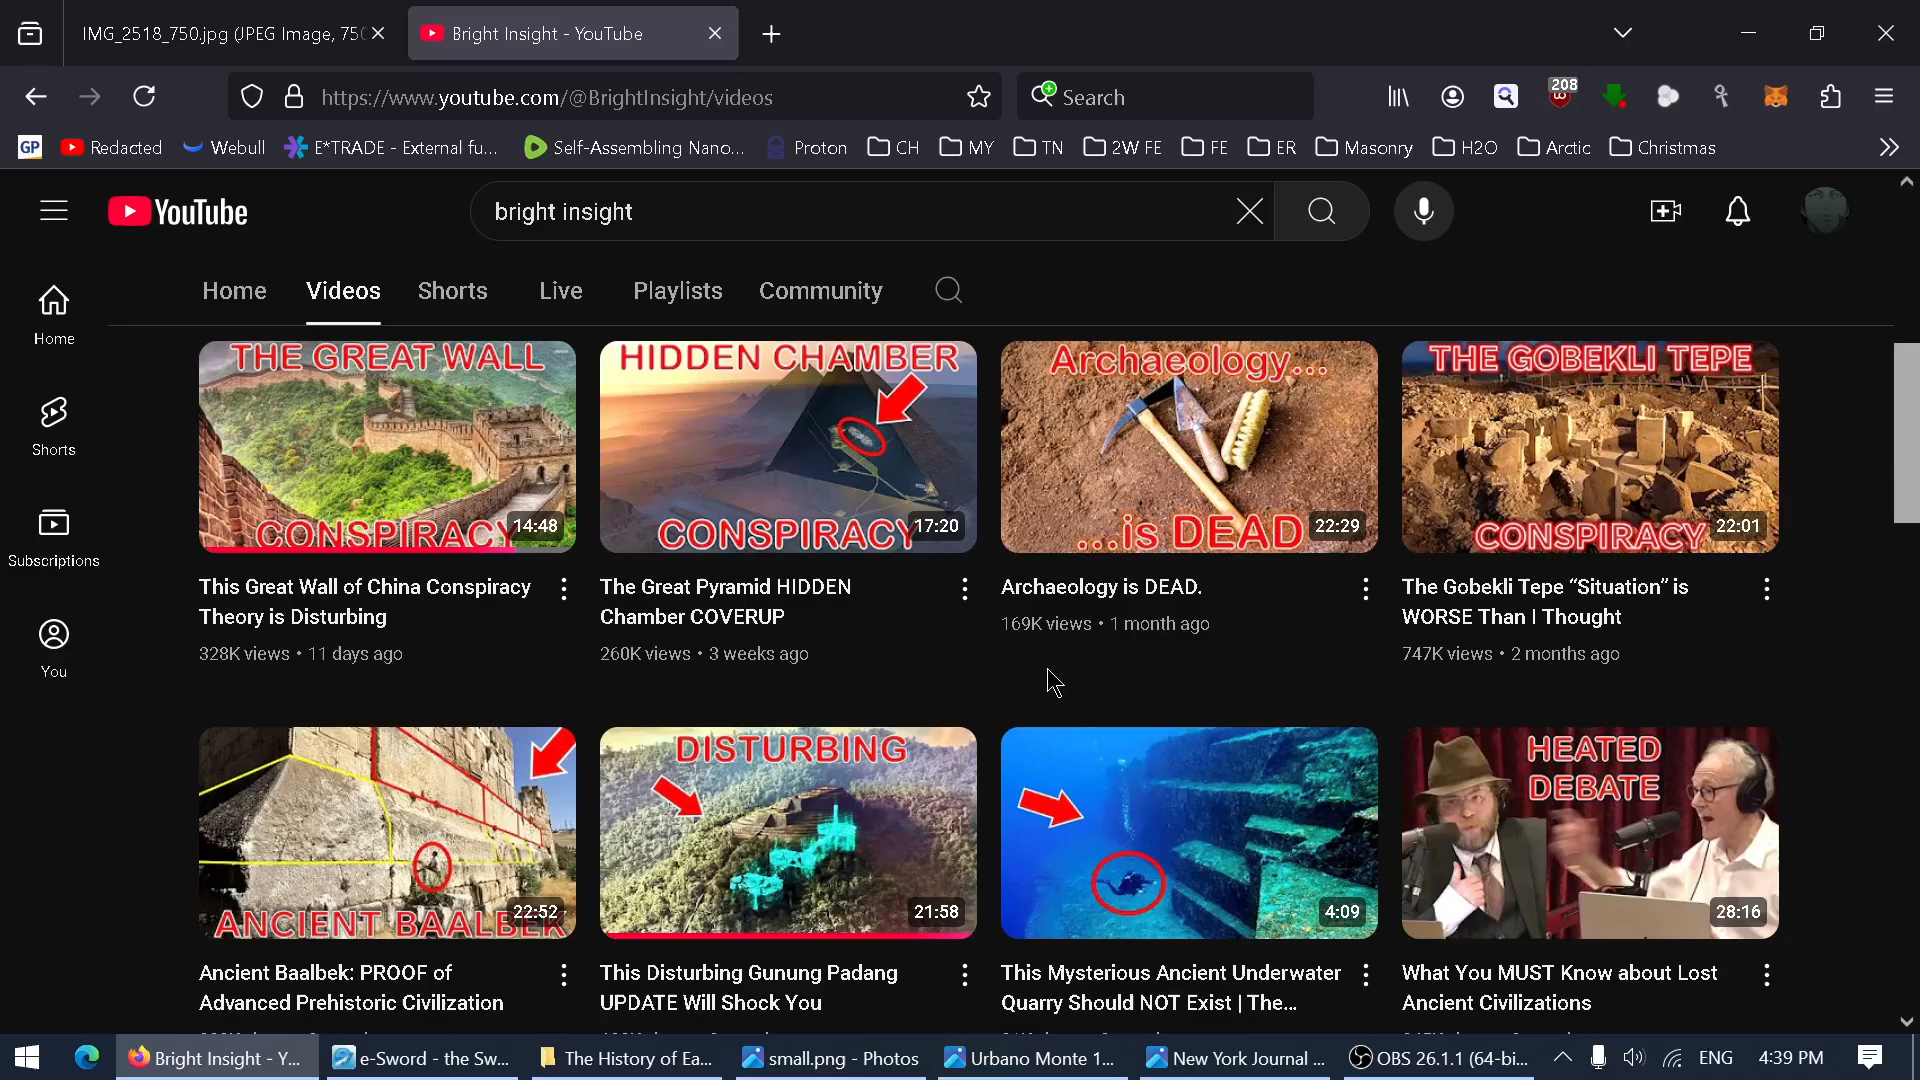 IMG_2518_750.jpg (JPEG Image, 750
Bright Insight - YouTube
https://www.youtube.com/@BrightInsight/videos
Search
208
GP
Redacted
Webull
E*TRADE - External fu...
Self-Assembling Nano...
Proton
CH
MY
TN
2W FE
FE
ER
Masonry
H2O
Arctic
Christmas
YouTube
bright insight
Home
Videos
Shorts
Live
Playlists
Community
Home
Shorts
Subscriptions
You
THE GREAT WALL
CONSPIRACY
14:48
HIDDEN CHAMBER
CONSPIRACY
17:20
Archaeology...
...is DEAD
22:29
THE GOBEKLI TEPE
CONSPIRACY
22:01
This Great Wall of China Conspiracy
Theory is Disturbing
328K views • 11 days ago
The Great Pyramid HIDDEN
Chamber COVERUP
260K views • 3 weeks ago
Archaeology is DEAD.
169K views • 1 month ago
The Gobekli Tepe “Situation” is
WORSE Than I Thought
747K views • 2 months ago
ANCIENT BAALBEK
22:52
DISTURBING
21:58
4:09
HEATED
DEBATE
28:16
Ancient Baalbek: PROOF of
Advanced Prehistoric Civilization
This Disturbing Gunung Padang
UPDATE Will Shock You
This Mysterious Ancient Underwater
Quarry Should NOT Exist | The...
What You MUST Know about Lost
Ancient Civilizations
Bright Insight - Y...
e-Sword - the Sw...
The History of Ea...
small.png - Photos
Urbano Monte 1...
New York Journal ...
OBS 26.1.1 (64-bi...
ENG
4:39 PM